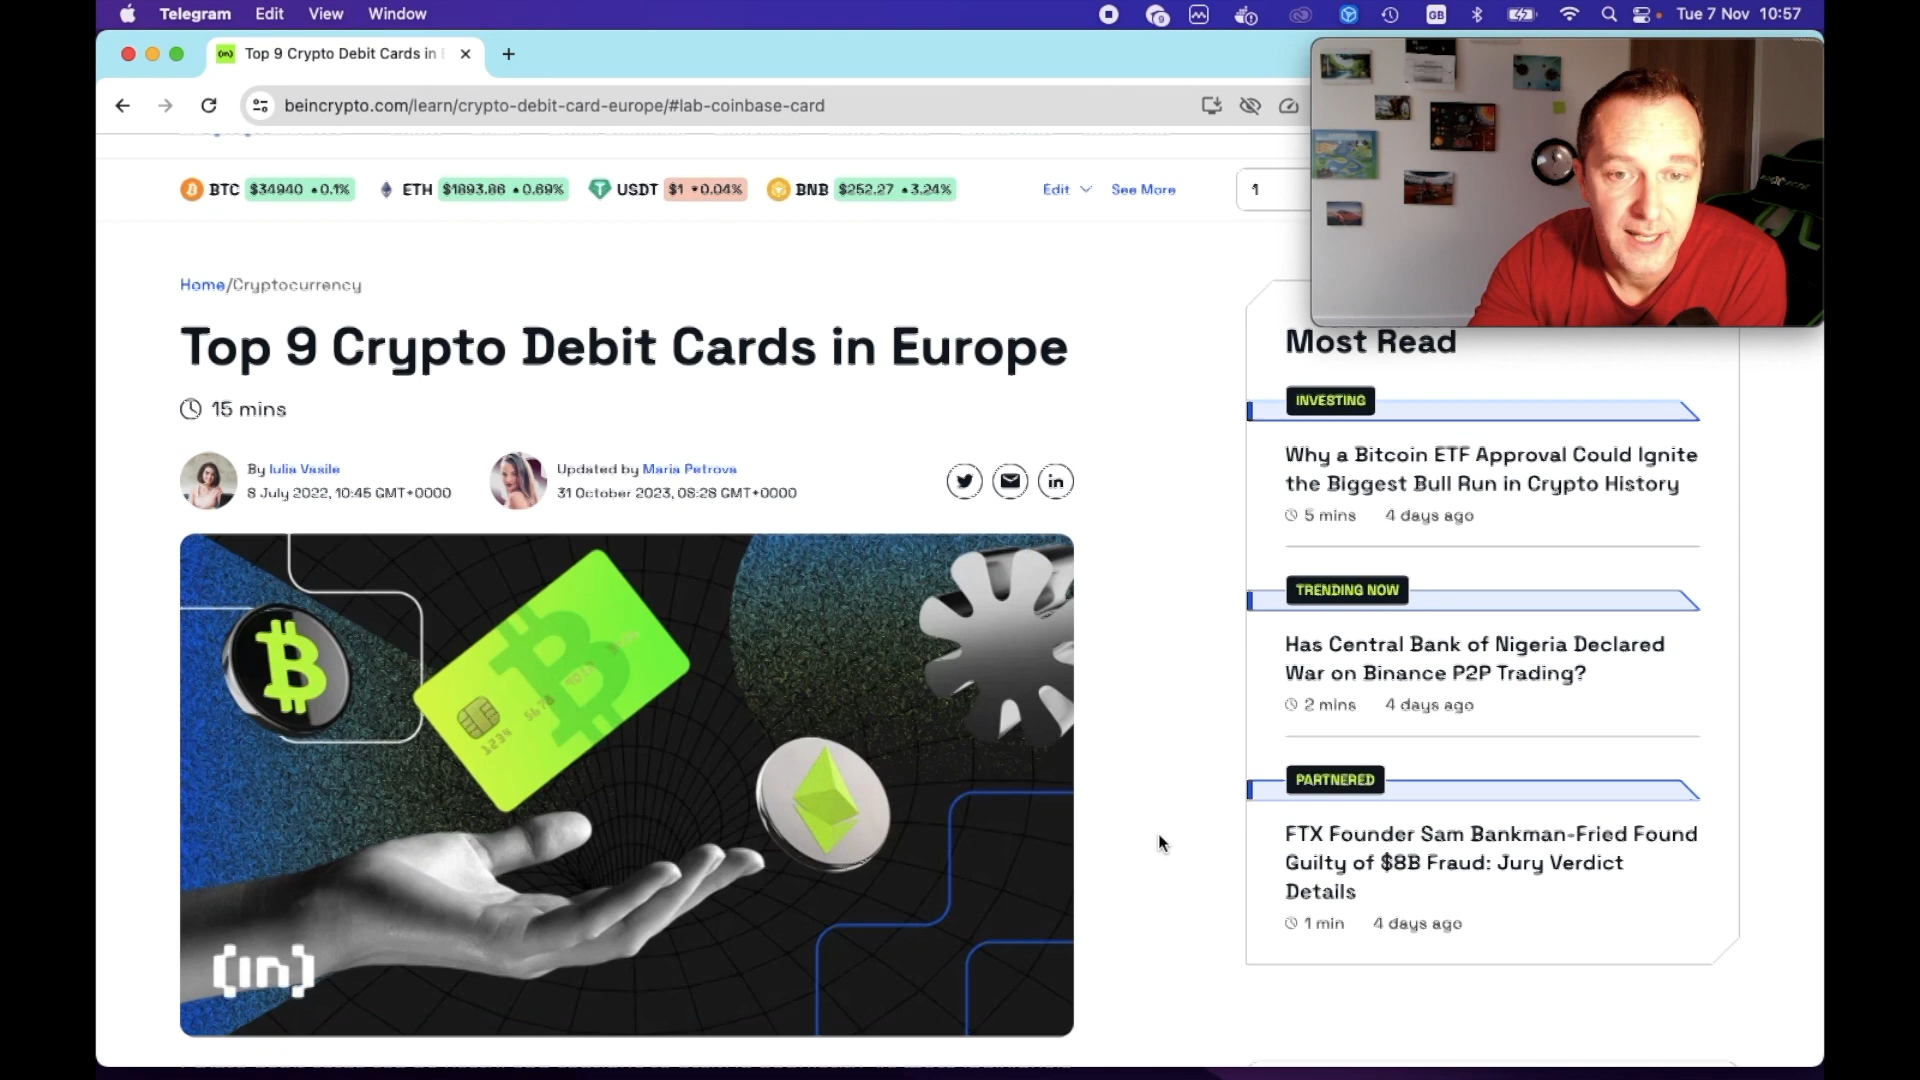 Telegram Edit View Window
9
GB
Tue 7 Nov 10:57
(in) Top 9 Crypto Debit Cards in
beincrypto.com/learn/crypto-debit-card-europe/#lab-coinbase-card
BTC $34940 0.1% ETH $1893.86 0.69% USDT $1 0.04% BNB $252.27 3.24% Edit See More 1
Home/Cryptocurrency
Top 9 Crypto Debit Cards in Europe
15 mins
By Iulia Vasile
8 July 2022, 10:45 GMT+0000
Updated by Maria Petrova
31 October 2023, 08:28 GMT+0000
in
1234 5678
(in)
Most Read
INVESTING
Why a Bitcoin ETF Approval Could Ignite
the Biggest Bull Run in Crypto History
5 mins 4 days ago
TRENDING NOW
Has Central Bank of Nigeria Declared
War on Binance P2P Trading?
2 mins 4 days ago
PARTNERED
FTX Founder Sam Bankman-Fried Found
Guilty of $8B Fraud: Jury Verdict
Details
1 min 4 days ago